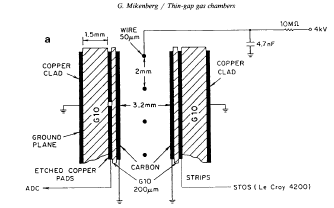 G. Mikenberg / Thin-gap gas chambers
a
1.5mm
WIRE
50µm
10MΩ
4kV
4.7nF
COPPER
CLAD
2mm
COPPER
CLAD
G10
3.2mm
G10
GROUND
PLANE
CARBON
ETCHED COPPER
PADS
G10
200µm
STRIPS
ADC
STOS (Le Croy 4200)